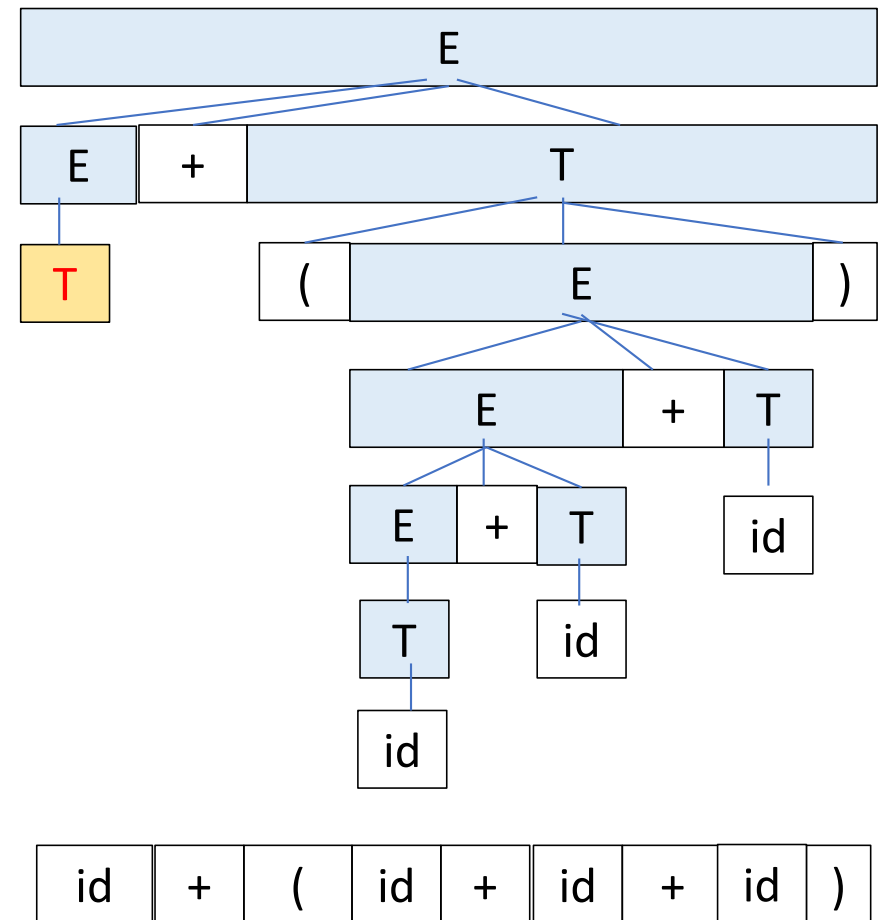 E
E + T
T ( E )
E + T
E + T id
T id
id
id + ( id + id + id )